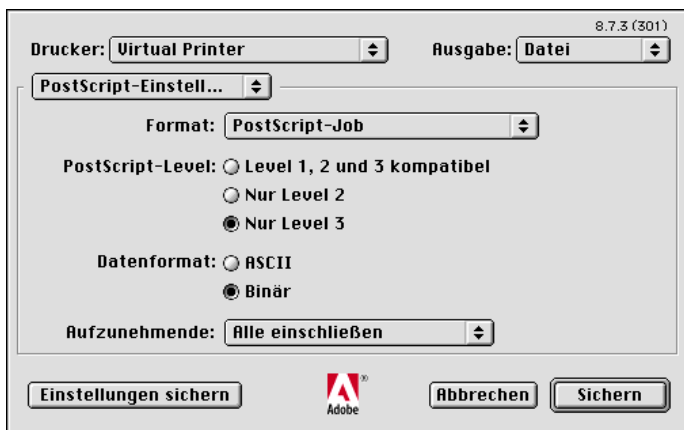 8.7.3 (301)
Drucker: Virtual Printer Ausgabe: Datei
PostScript-Einstell...
Format: PostScript-Job
PostScript-Level: Level 1, 2 und 3 kompatibel
Nur Level 2
Nur Level 3
Datenformat: ASCII
Binär
Aufzunehmende: Alle einschließen
Einstellungen sichern Adobe® Abbrechen Sichern